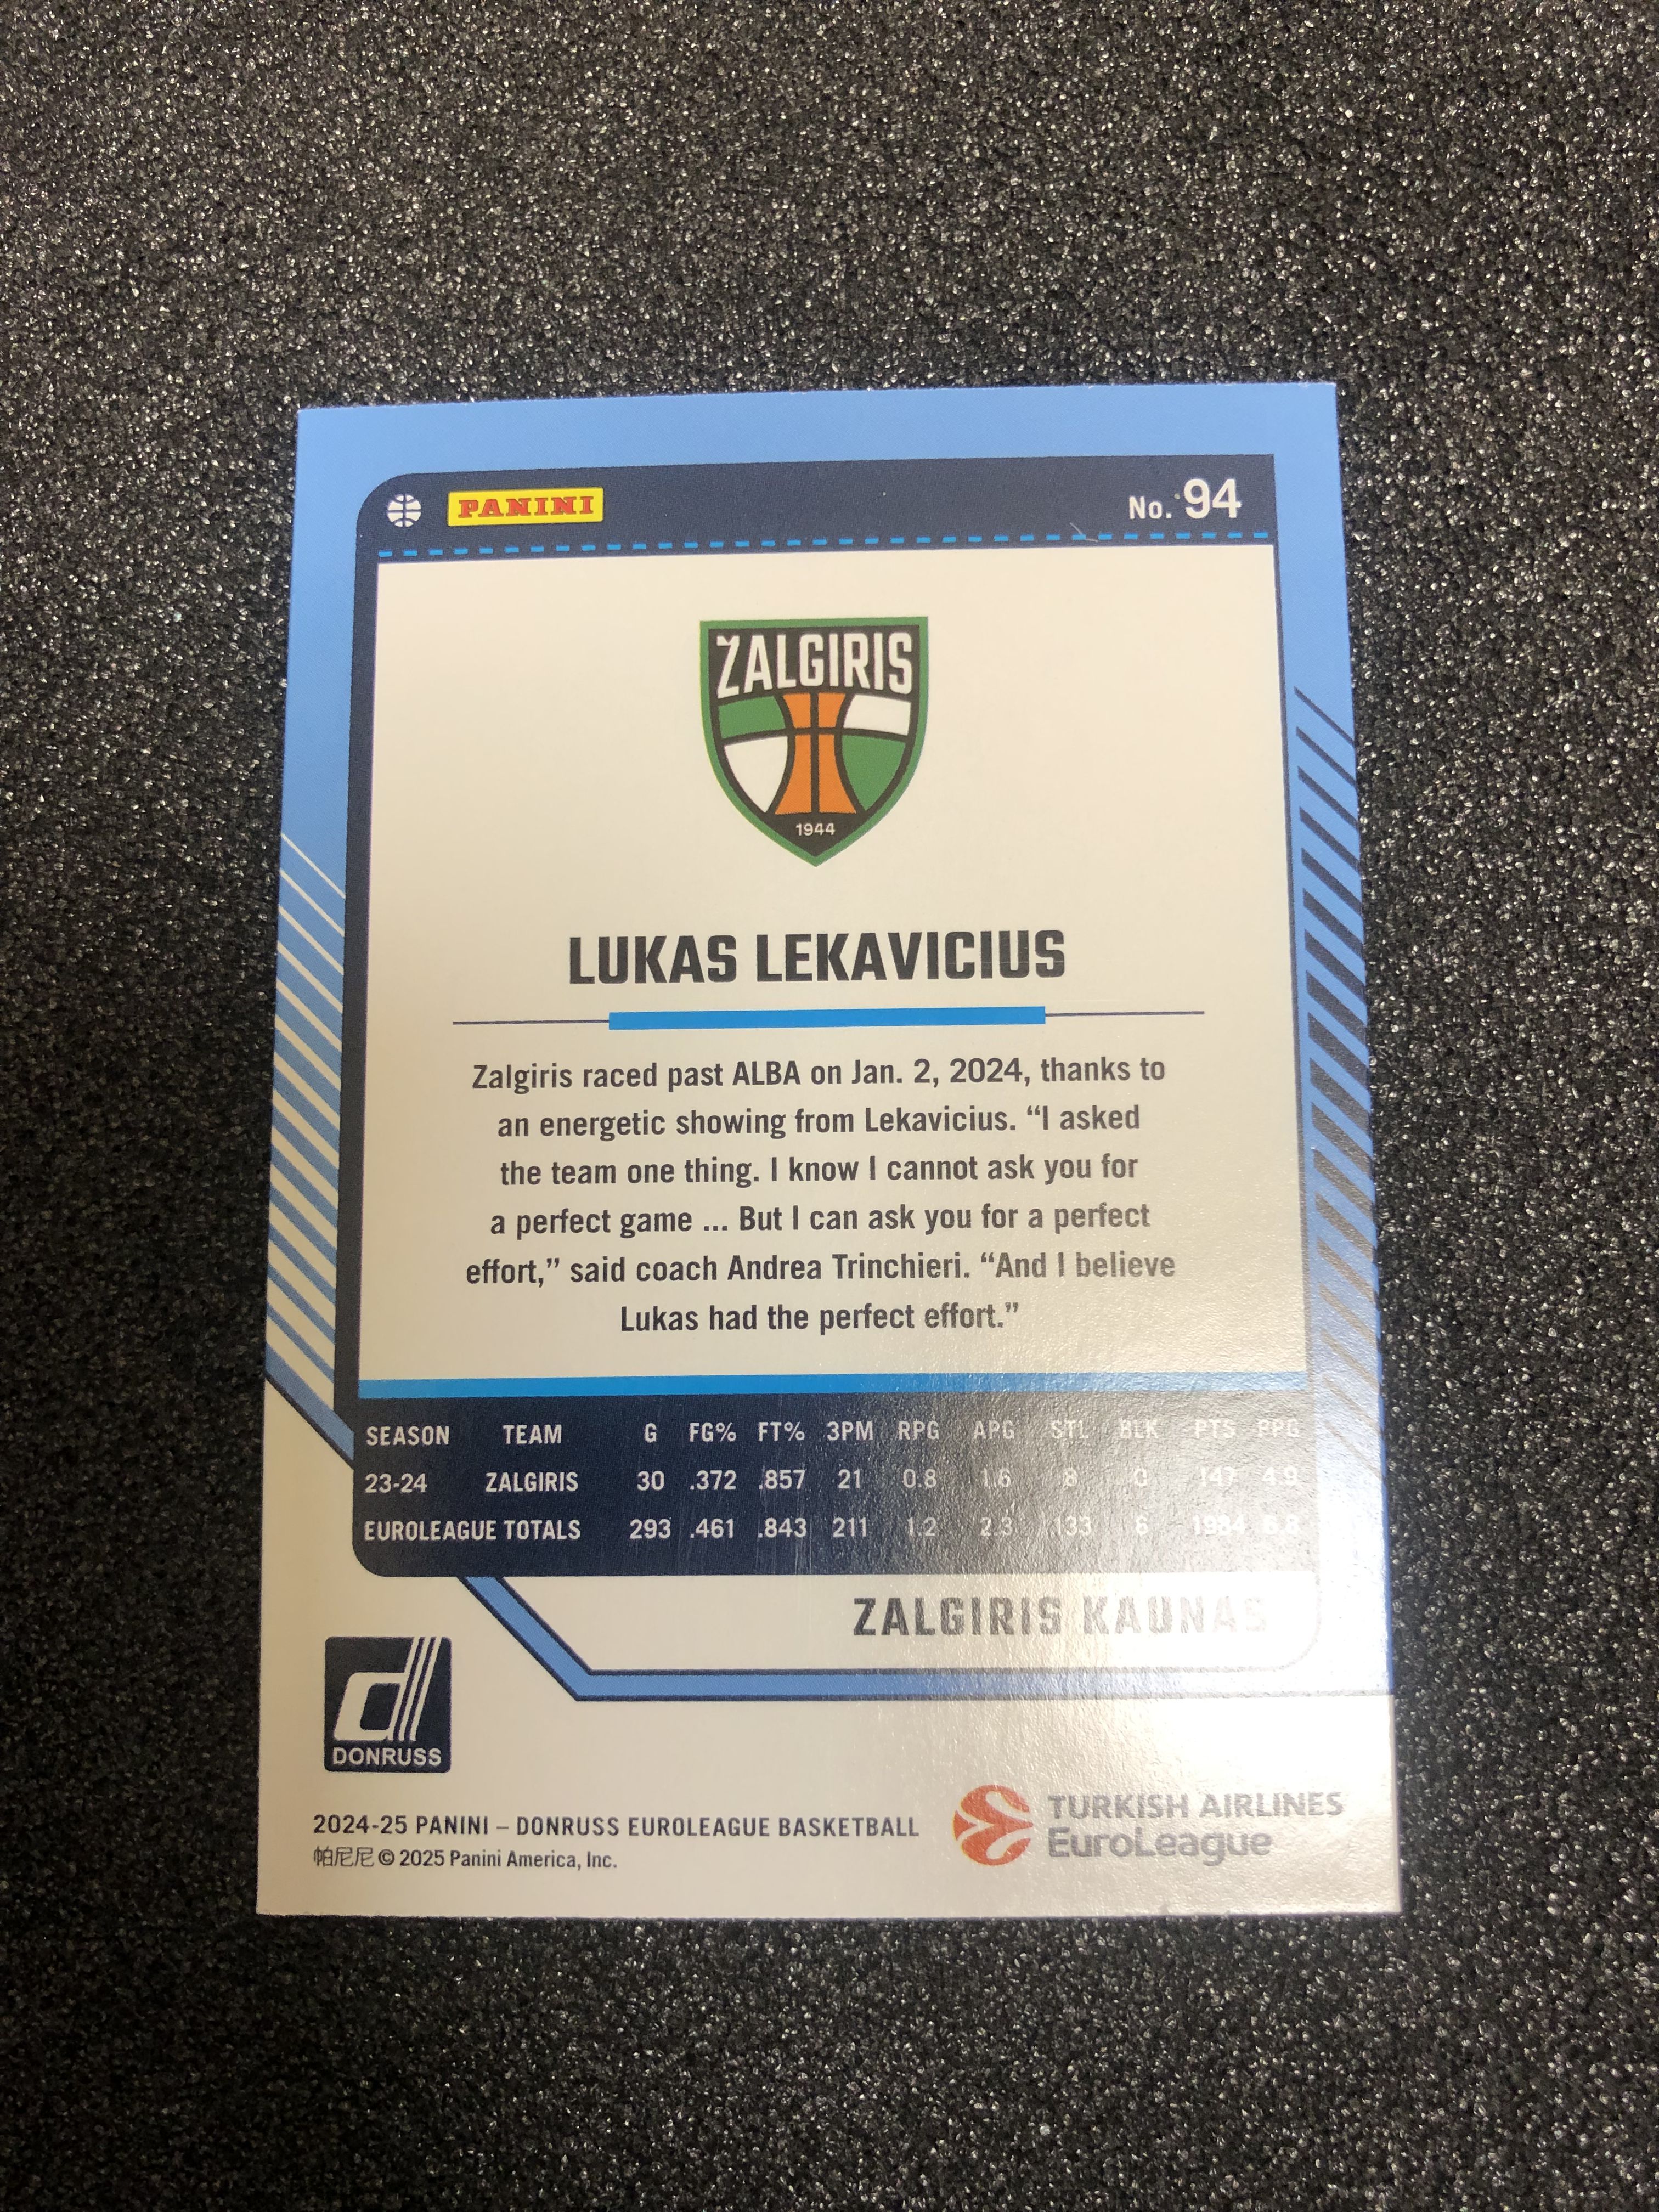 PANINI
No. 94
ŽALGIRIS
1944
LUKAS LEKAVICIUS
Zalgiris raced past ALBA on Jan. 2, 2024, thanks to
an energetic showing from Lekavicius. “I asked
the team one thing. I know I cannot ask you for
a perfect game ... But I can ask you for a perfect
effort,” said coach Andrea Trinchieri. “And I believe
Lukas had the perfect effort.”
SEASON TEAM G FG% FT% 3PM RPG APG STL BLK PTS PPG
23-24 ZALGIRIS 30 .372 .857 21 0.8 1.6 8 0 147 4.9
EUROLEAGUE TOTALS 293 .461 .843 211 1.2 2.3 133 6 1984 6.8
ZALGIRIS KAUNAS
d
DONRUSS
2024-25 PANINI – DONRUSS EUROLEAGUE BASKETBALL
帕尼尼 © 2025 Panini America, Inc.
TURKISH AIRLINES
EuroLeague